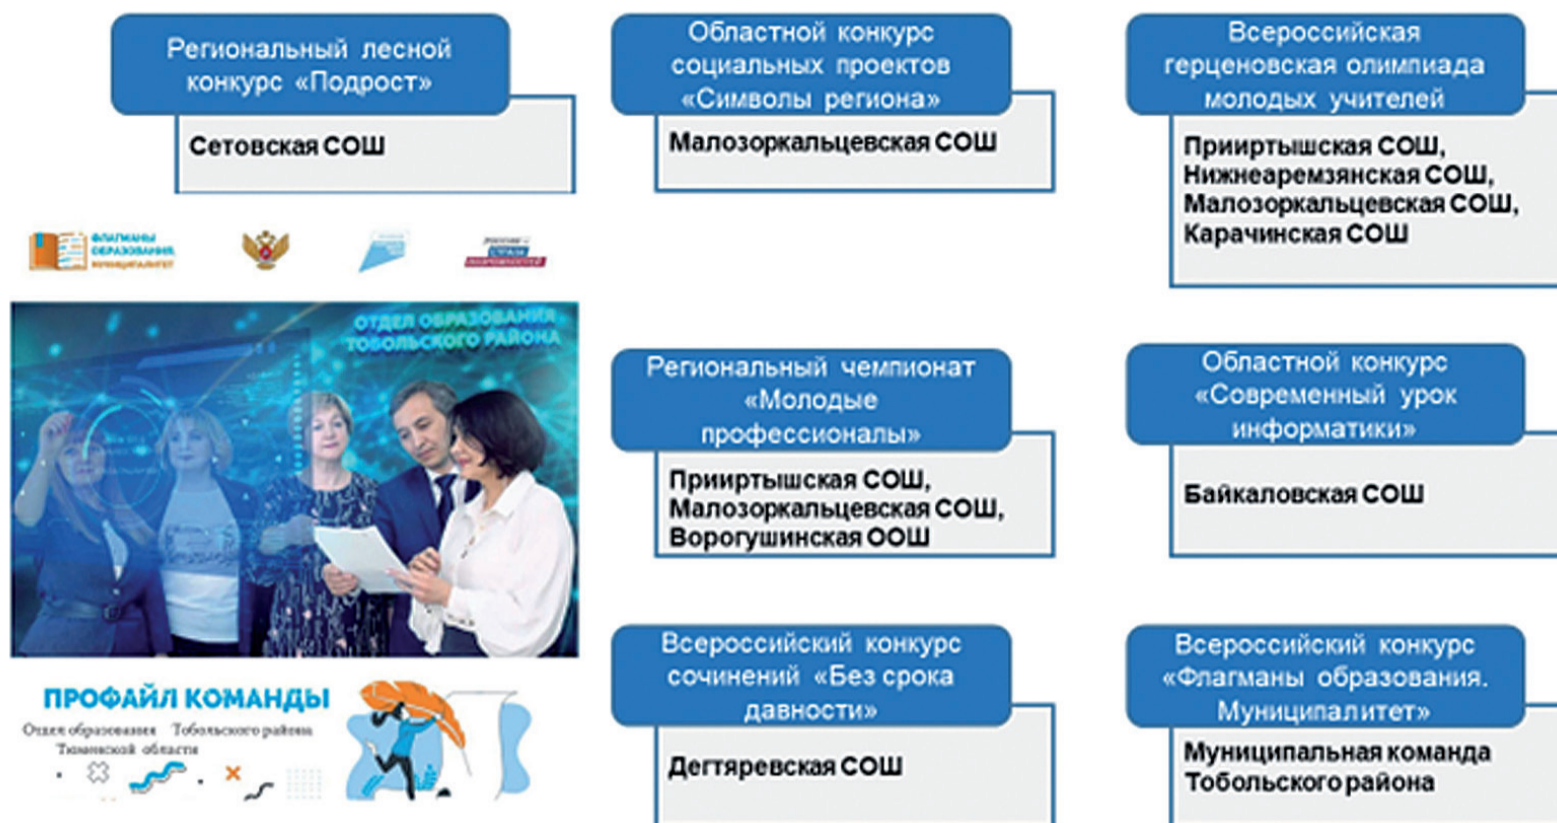 Региональный лесной
конкурс «Подрост»
Сетовская СОШ
Областной конкурс
социальных проектов
«Символы региона»
Малозоркальцевская СОШ
Всероссийская
герценовская олимпиада
молодых учителей
Прииртышская СОШ,
Нижнеаремзянская СОШ,
Малозоркальцевская СОШ,
Карачинская СОШ
ФЛАГМАНЫ
ОБРАЗОВАНИЯ.
МУНИЦИПАЛИТЕТ
ОТДЕЛ ОБРАЗОВАНИЯ
ТОБОЛЬСКОГО РАЙОНА
Региональный чемпионат
«Молодые
профессионалы»
Прииртышская СОШ,
Малозоркальцевская СОШ,
Ворогушинская ООШ
Областной конкурс
«Современный урок
информатики»
Байкаловская СОШ
ПРОФАЙЛ КОМАНДЫ
Отдел образования Тобольского района
Тюменской области
Всероссийский конкурс
сочинений «Без срока
давности»
Дегтяревская СОШ
Всероссийский конкурс
«Флагманы образования.
Муниципалитет»
Муниципальная команда
Тобольского района